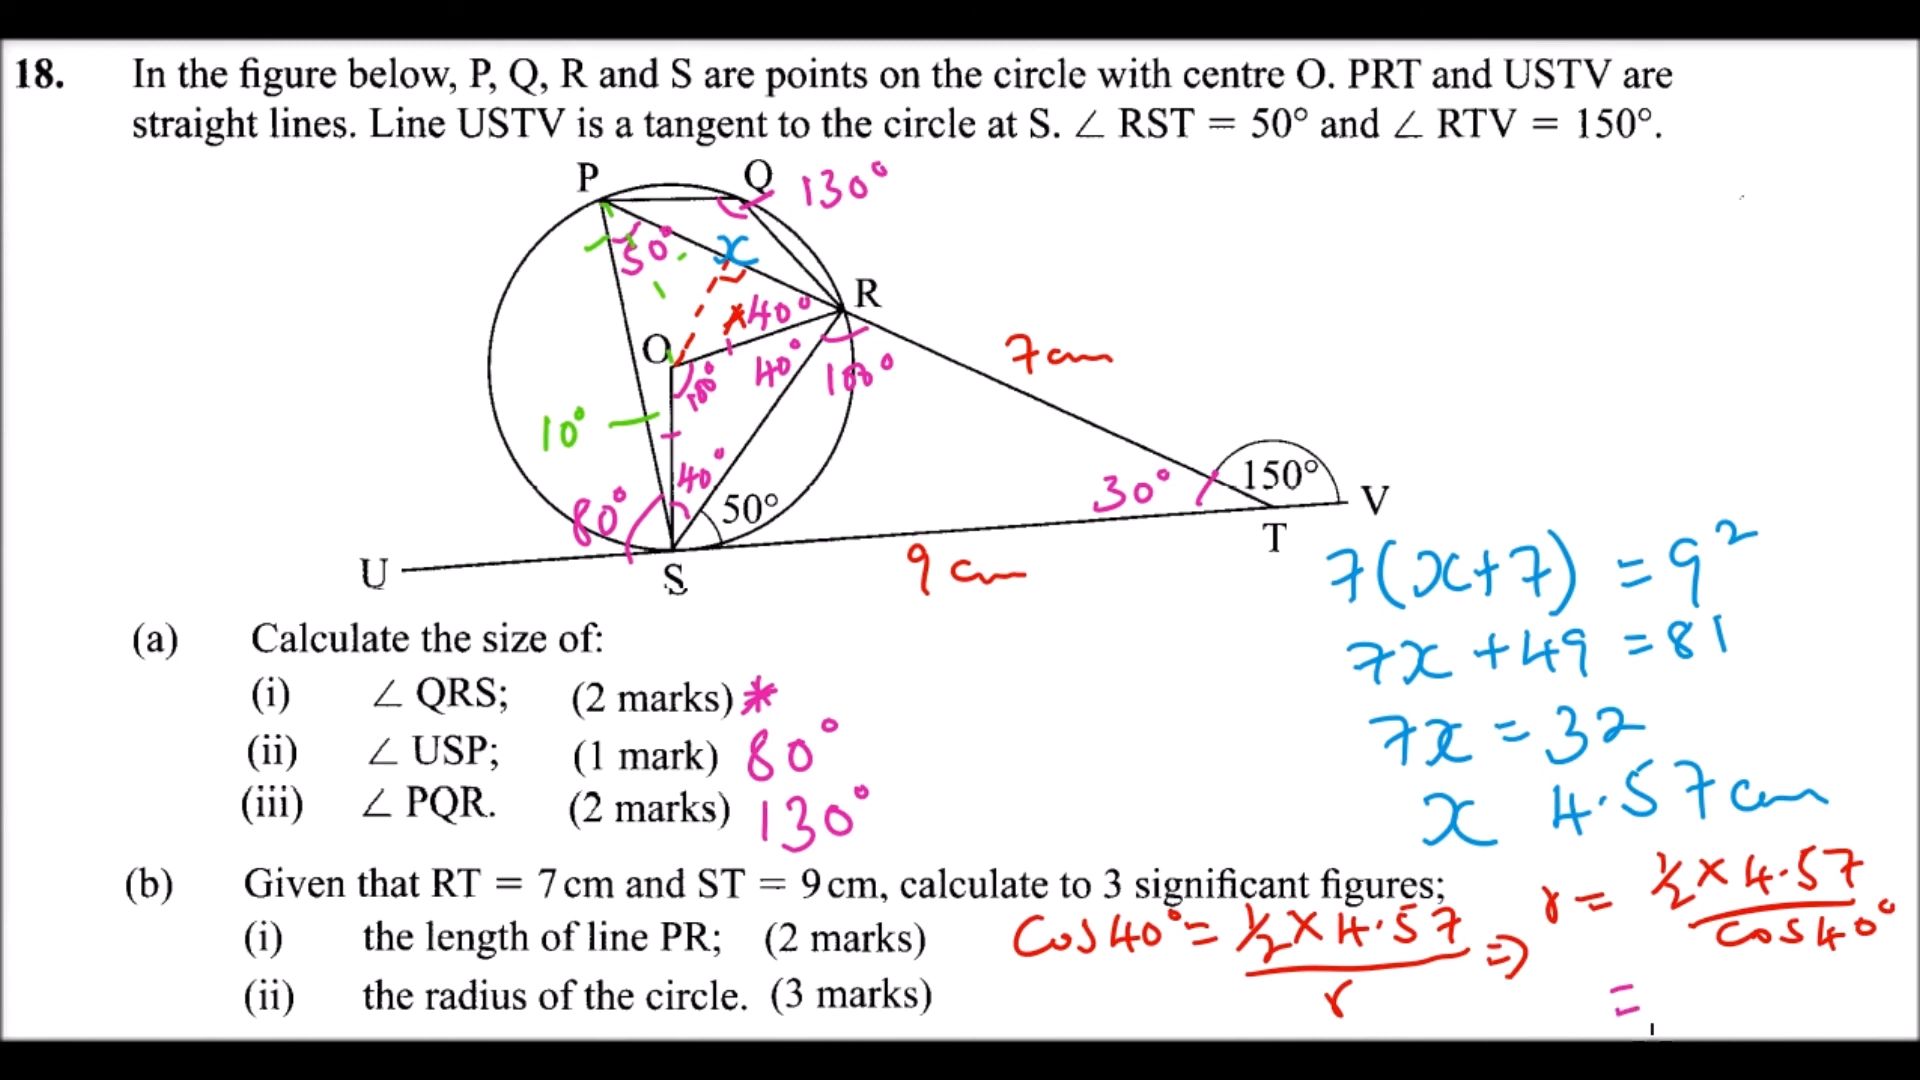 18. In the figure below, P, Q, R and S are points on the circle with centre O. PRT and USTV are
straight lines. Line USTV is a tangent to the circle at S. ∠ RST = 50° and ∠ RTV = 150°.
P
Q
130°
50°
x
R
40°
O
100°
40°
100°
7cm
10°
40°
80°
50°
30°
150°
V
T
U
S
9 cm
7(x+7) = 9²
7x + 49 = 81
7x = 32
x 4.57cm
(a) Calculate the size of:
(i) ∠ QRS; (2 marks) *
(ii) ∠ USP; (1 mark) 80°
(iii) ∠ PQR. (2 marks) 130°
(b) Given that RT = 7 cm and ST = 9 cm, calculate to 3 significant figures;
(i) the length of line PR; (2 marks)
(ii) the radius of the circle. (3 marks)
Cos40° = ½ × 4.57 / r ⇒ r = ½ × 4.57 / cos40°
=